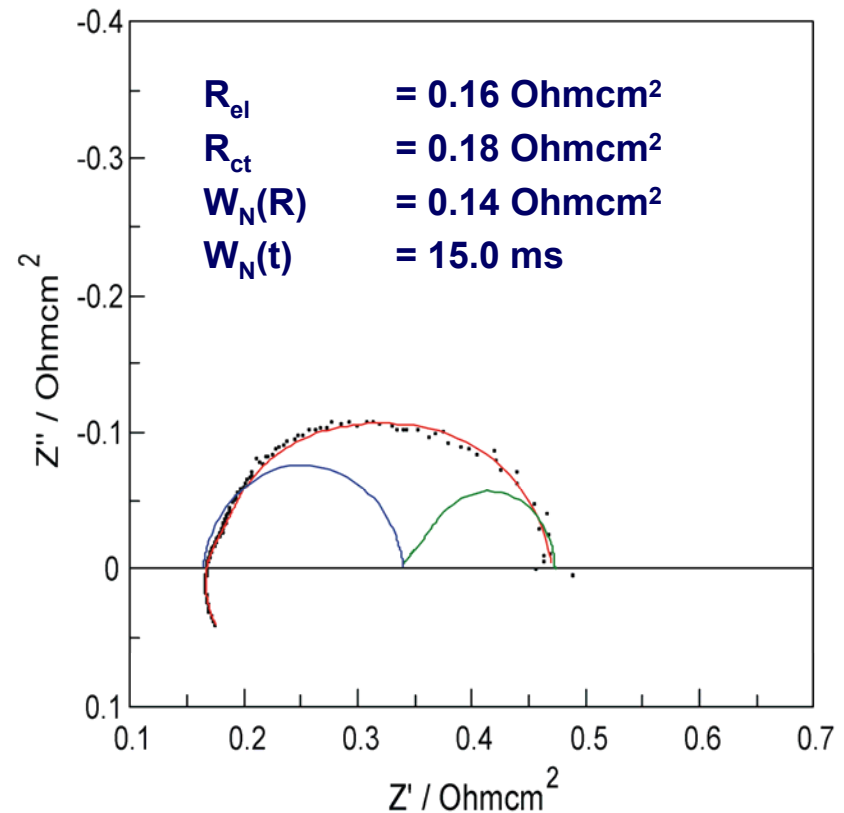 -0.4
R_el = 0.16 Ohmcm²
R_ct = 0.18 Ohmcm²
-0.3
W_N(R) = 0.14 Ohmcm²
W_N(t) = 15.0 ms
-0.2
Z'' / Ohmcm²
-0.1
0
0.1
0.1 0.2 0.3 0.4 0.5 0.6 0.7
Z' / Ohmcm²